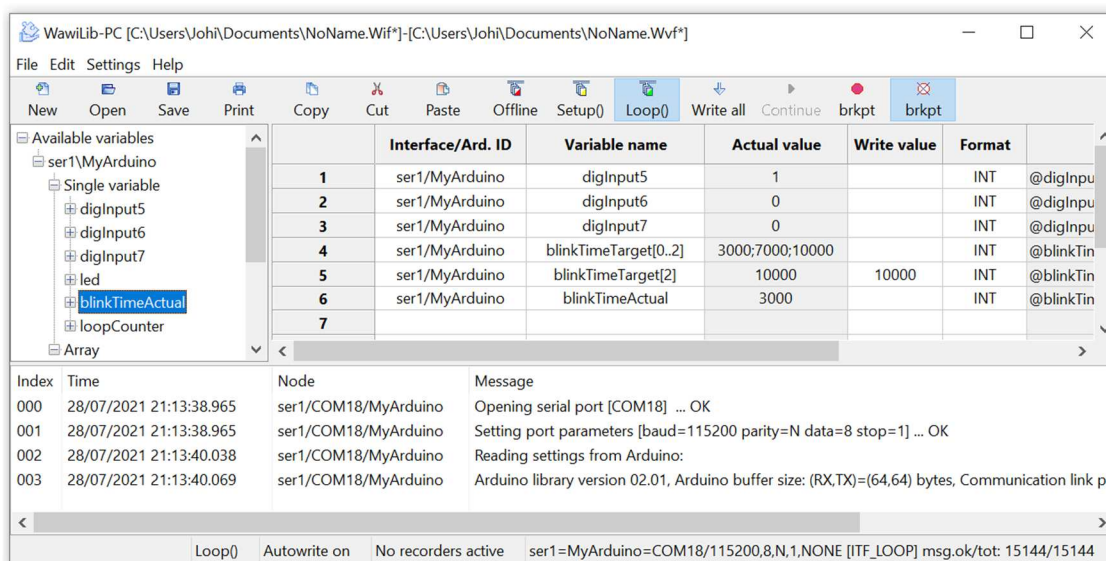 WawiLib-PC [C:\Users\Johi\Documents\NoName.Wif*]-[C:\Users\Johi\Documents\NoName.Wvf*]
File Edit Settings Help
New Open Save Print Copy Cut Paste Offline Setup() Loop() Write all Continue brkpt brkpt
Available variables
ser1\MyArduino
Single variable
digInput5
digInput6
digInput7
led
blinkTimeActual
loopCounter
Array
Interface/Ard. ID Variable name Actual value Write value Format
1 ser1/MyArduino digInput5 1 INT @digInpu
2 ser1/MyArduino digInput6 0 INT @digInpu
3 ser1/MyArduino digInput7 0 INT @digInpu
4 ser1/MyArduino blinkTimeTarget[0..2] 3000;7000;10000 INT @blinkTin
5 ser1/MyArduino blinkTimeTarget[2] 10000 10000 INT @blinkTin
6 ser1/MyArduino blinkTimeActual 3000 INT @blinkTin
7
Index Time Node Message
000 28/07/2021 21:13:38.965 ser1/COM18/MyArduino Opening serial port [COM18] ... OK
001 28/07/2021 21:13:38.965 ser1/COM18/MyArduino Setting port parameters [baud=115200 parity=N data=8 stop=1] ... OK
002 28/07/2021 21:13:40.038 ser1/COM18/MyArduino Reading settings from Arduino:
003 28/07/2021 21:13:40.069 ser1/COM18/MyArduino Arduino library version 02.01, Arduino buffer size: (RX,TX)=(64,64) bytes, Communication link p
Loop() Autowrite on No recorders active ser1=MyArduino=COM18/115200,8,N,1,NONE [ITF_LOOP] msg.ok/tot: 15144/15144